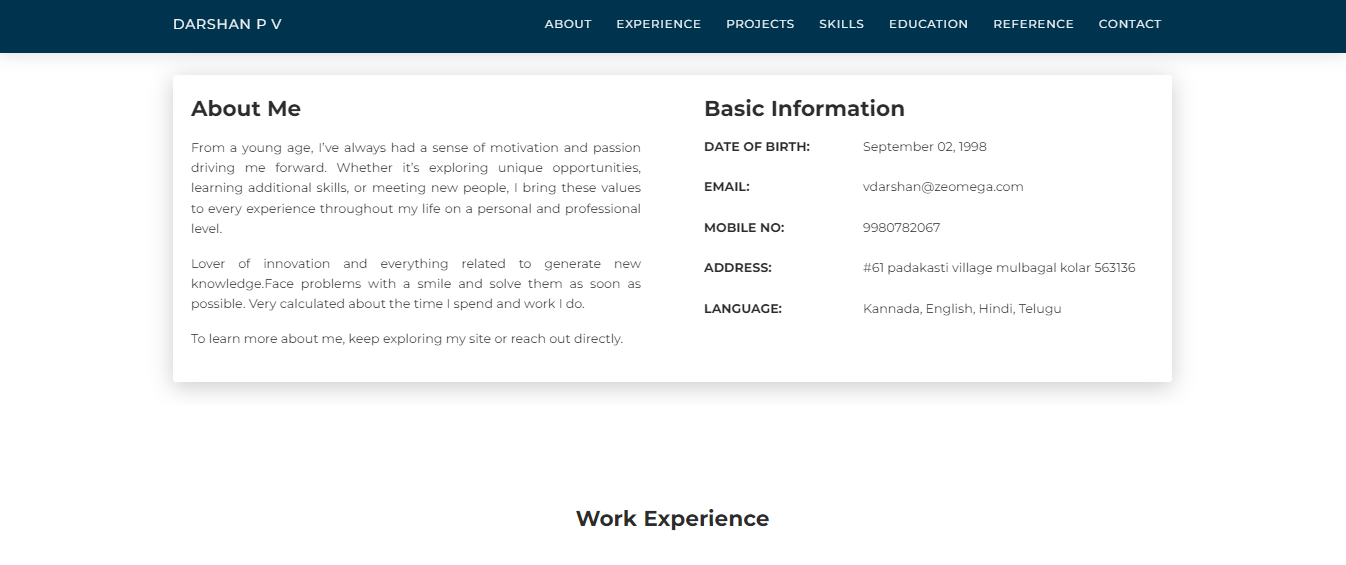 DARSHAN P V
ABOUT EXPERIENCE PROJECTS SKILLS EDUCATION REFERENCE CONTACT
About Me
From a young age, I've always had a sense of motivation and passion
driving me forward. Whether it's exploring unique opportunities,
learning additional skills, or meeting new people, I bring these values
to every experience throughout my life on a personal and professional
level.
Lover of innovation and everything related to generate new
knowledge.Face problems with a smile and solve them as soon as
possible. Very calculated about the time I spend and work I do.
To learn more about me, keep exploring my site or reach out directly.
Basic Information
DATE OF BIRTH: September 02, 1998
EMAIL: vdarshan@zeomega.com
MOBILE NO: 9980782067
ADDRESS: #61 padakasti village mulbagal kolar 563136
LANGUAGE: Kannada, English, Hindi, Telugu
Work Experience